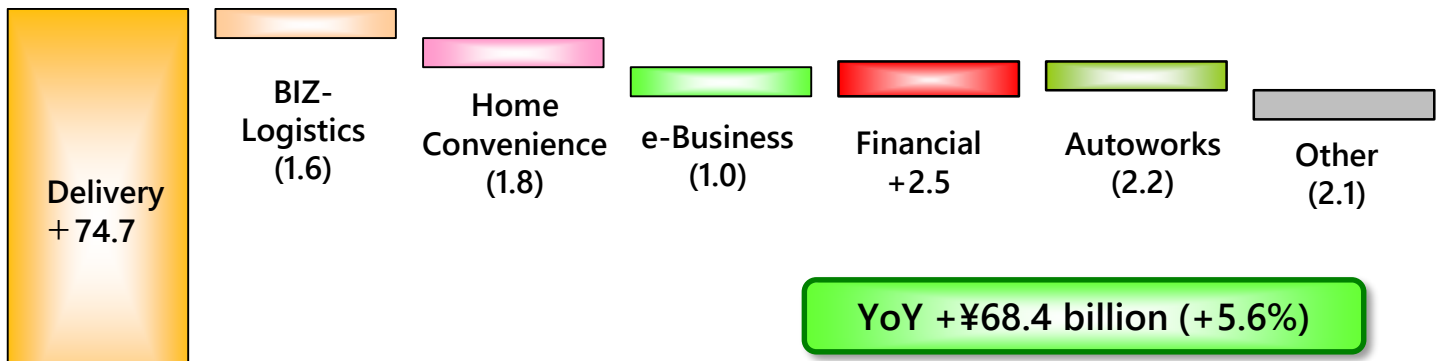 Delivery
＋74.7
BIZ-
Logistics
(1.6)
Home
Convenience
(1.8)
e-Business
(1.0)
Financial
+2.5
Autoworks
(2.2)
Other
(2.1)
YoY +¥68.4 billion (+5.6%)